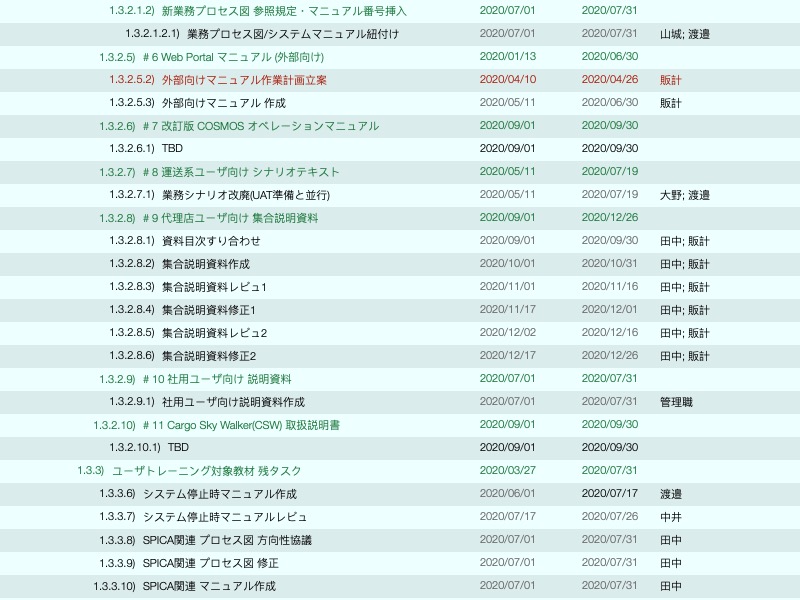 1.3.2.1.2) 新業務プロセス図 参照規定・マニュアル番号挿入 2020/07/01 2020/07/31
1.3.2.1.2.1) 業務プロセス図/システムマニュアル紐付け 2020/07/01 2020/07/31 山城; 渡邉
1.3.2.5) # 6 Web Portal マニュアル (外部向け) 2020/01/13 2020/06/30
1.3.2.5.2) 外部向けマニュアル作業計画立案 2020/04/10 2020/04/26 販計
1.3.2.5.3) 外部向けマニュアル 作成 2020/05/11 2020/06/30 販計
1.3.2.6) # 7 改訂版 COSMOS オペレーションマニュアル 2020/09/01 2020/09/30
1.3.2.6.1) TBD 2020/09/01 2020/09/30
1.3.2.7) # 8 運送系ユーザ向け シナリオテキスト 2020/05/11 2020/07/19
1.3.2.7.1) 業務シナリオ改廃(UAT準備と並行) 2020/05/11 2020/07/19 大野; 渡邉
1.3.2.8) # 9 代理店ユーザ向け 集合説明資料 2020/09/01 2020/12/26
1.3.2.8.1) 資料目次すり合わせ 2020/09/01 2020/09/30 田中; 販計
1.3.2.8.2) 集合説明資料作成 2020/10/01 2020/10/31 田中; 販計
1.3.2.8.3) 集合説明資料レビュ1 2020/11/01 2020/11/16 田中; 販計
1.3.2.8.4) 集合説明資料修正1 2020/11/17 2020/12/01 田中; 販計
1.3.2.8.5) 集合説明資料レビュ2 2020/12/02 2020/12/16 田中; 販計
1.3.2.8.6) 集合説明資料修正2 2020/12/17 2020/12/26 田中; 販計
1.3.2.9) # 10 社用ユーザ向け 説明資料 2020/07/01 2020/07/31
1.3.2.9.1) 社用ユーザ向け説明資料作成 2020/07/01 2020/07/31 管理職
1.3.2.10) # 11 Cargo Sky Walker(CSW) 取扱説明書 2020/09/01 2020/09/30
1.3.2.10.1) TBD 2020/09/01 2020/09/30
1.3.3) ユーザトレーニング対象教材 残タスク 2020/03/27 2020/07/31
1.3.3.6) システム停止時マニュアル作成 2020/06/01 2020/07/17 渡邉
1.3.3.7) システム停止時マニュアルレビュ 2020/07/17 2020/07/26 中井
1.3.3.8) SPICA関連 プロセス図 方向性協議 2020/07/01 2020/07/31 田中
1.3.3.9) SPICA関連 プロセス図 修正 2020/07/01 2020/07/31 田中
1.3.3.10) SPICA関連 マニュアル作成 2020/07/01 2020/07/31 田中